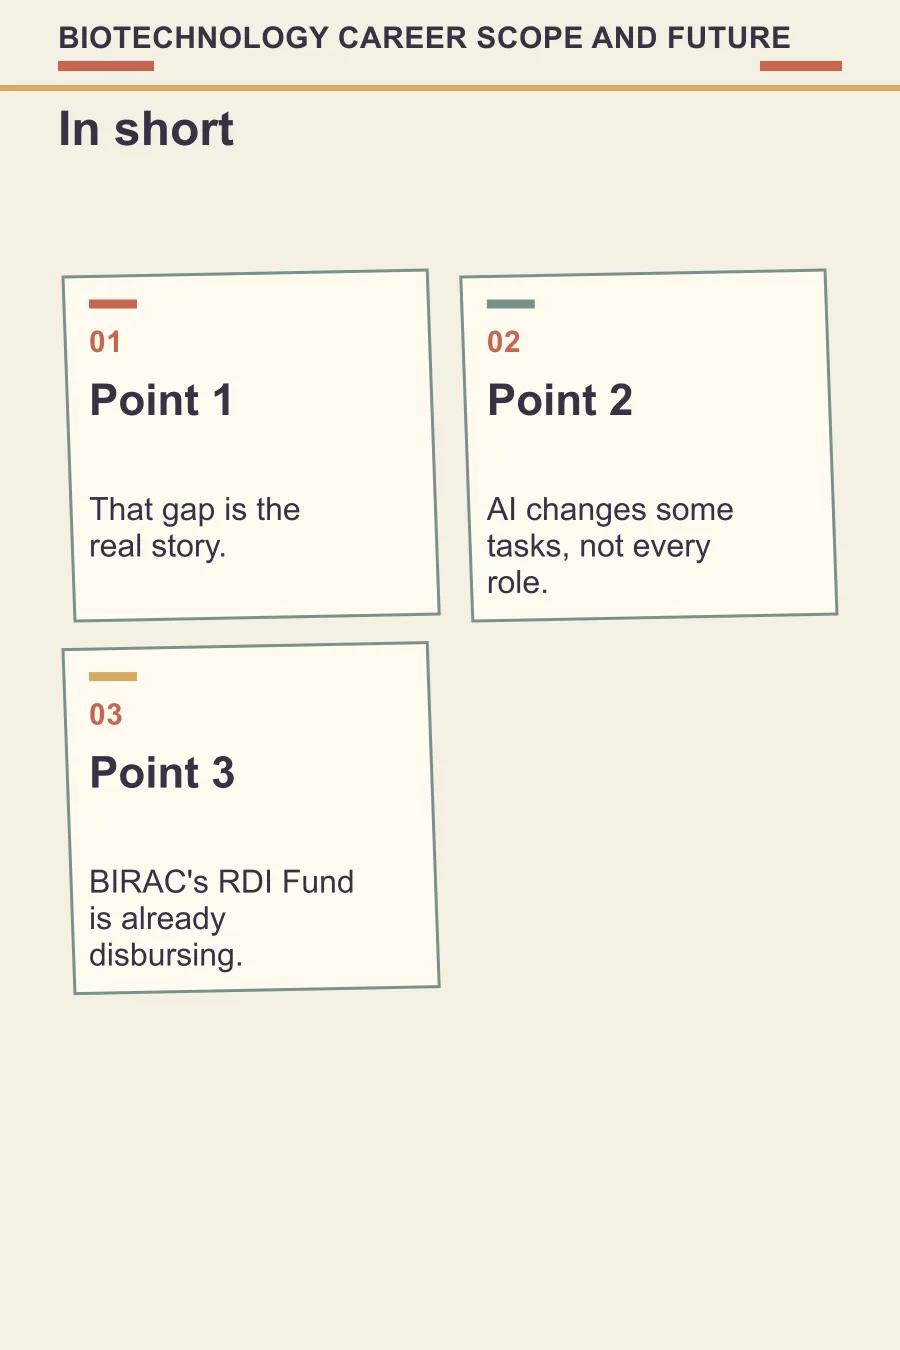 BIOTECHNOLOGY CAREER SCOPE AND FUTURE
In short
01
Point 1
That gap is the
real story.
02
Point 2
AI changes some
tasks, not every
role.
03
Point 3
BIRAC's RDI Fund
is already
disbursing.